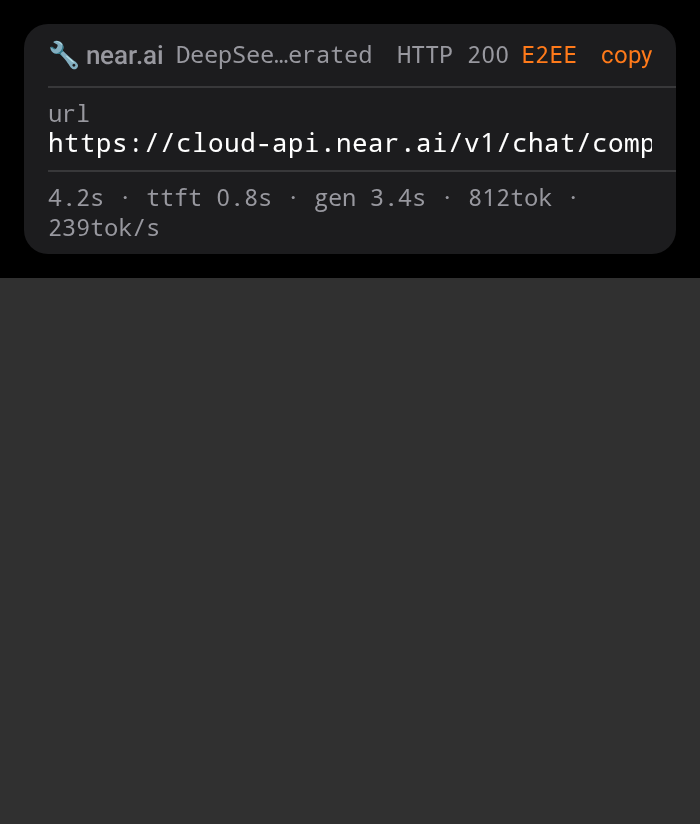 🔧 near.ai DeepSee…erated HTTP 200 E2EE copy
url
https://cloud-api.near.ai/v1/chat/comp
4.2s · ttft 0.8s · gen 3.4s · 812tok ·
239tok/s